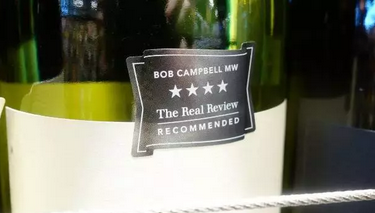 BOB CAMPBELL MW
★★★★
The Real Review
RECOMMENDED